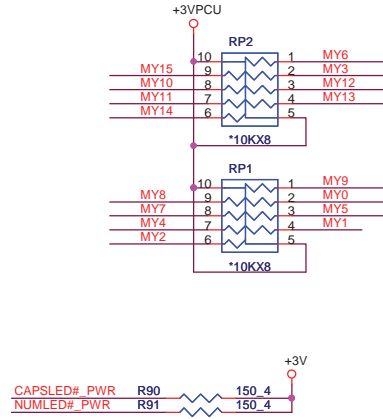 +3VPCU
RP2
10 1 MY6
MY15 9 2 MY3
MY10 8 3 MY12
MY11 7 4 MY13
MY14 6 5
*10KX8
RP1
10 1 MY9
MY8 9 2 MY0
MY7 8 3 MY5
MY4 7 4 MY1
MY2 6 5
*10KX8
+3V
CAPSLED#_PWR R90 150_4
NUMLED#_PWR R91 150_4